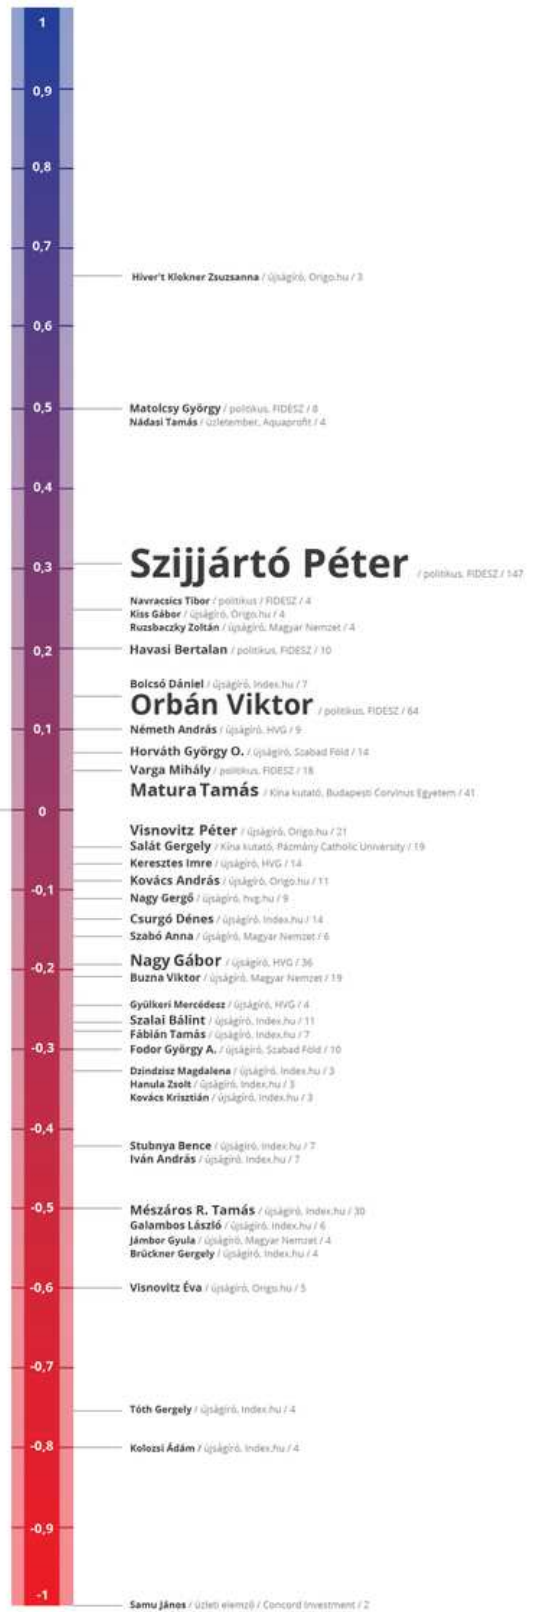 1
0,9
0,8
0,7
Hiver't Klokner Zsuzsanna / újságíró, Origo.hu / 3
0,6
0,5
Matolcsy György / politikus, FIDESZ / 8
Nádasi Tamás / üzletember, Aquaprofit / 4
0,4
0,3
Szijjártó Péter / politikus, FIDESZ / 147
Navracsics Tibor / politikus / FIDESZ / 4
Kiss Gábor / újságíró, Origo.hu / 4
Ruzsbaczky Zoltán / újságíró, Magyar Nemzet / 4
0,2
Havasi Bertalan / politikus, FIDESZ / 10
Bolcsó Dániel / újságíró, Index.hu / 7
Orbán Viktor / politikus, FIDESZ / 64
0,1
Németh András / újságíró, HVG / 9
Horváth György O. / újságíró, Szabad Föld / 14
Varga Mihály / politikus, FIDESZ / 18
Matura Tamás / Kína kutató, Budapesti Corvinus Egyetem / 41
0
Visnovitz Péter / újságíró, Origo.hu / 21
Salát Gergely / Kína kutató, Pázmány Catholic University / 19
Keresztes Imre / újságíró, HVG / 14
Kovács András / újságíró, Origo.hu / 11
-0,1
Nagy Gergő / újságíró, hvg.hu / 9
Csurgó Dénes / újságíró, Index.hu / 14
Szabó Anna / újságíró, Magyar Nemzet / 6
Nagy Gábor / újságíró, HVG / 36
-0,2
Buzna Viktor / újságíró, Magyar Nemzet / 19
Gyülkeri Mercédesz / újságíró, HVG / 4
Szalai Bálint / újságíró, Index.hu / 11
Fábián Tamás / újságíró, Index.hu / 7
-0,3
Fodor György A. / újságíró, Szabad Föld / 10
Dzindzisz Magdalena / újságíró, Index.hu / 3
Hanula Zsolt / újságíró, Index.hu / 3
Kovács Krisztián / újságíró, Index.hu / 3
-0,4
Stubnya Bence / újságíró, Index.hu / 7
Iván András / újságíró, Index.hu / 7
-0,5
Mészáros R. Tamás / újságíró, Index.hu / 30
Galambos László / újságíró, Index.hu / 6
Jámbor Gyula / újságíró, Magyar Nemzet / 4
Brückner Gergely / újságíró, Index.hu / 4
-0,6
Visnovitz Éva / újságíró, Origo.hu / 5
-0,7
Tóth Gergely / újságíró, Index.hu / 4
-0,8
Kolozsi Ádám / újságíró, Index.hu / 4
-0,9
-1
Samu János / üzleti elemző / Concord Investment / 2